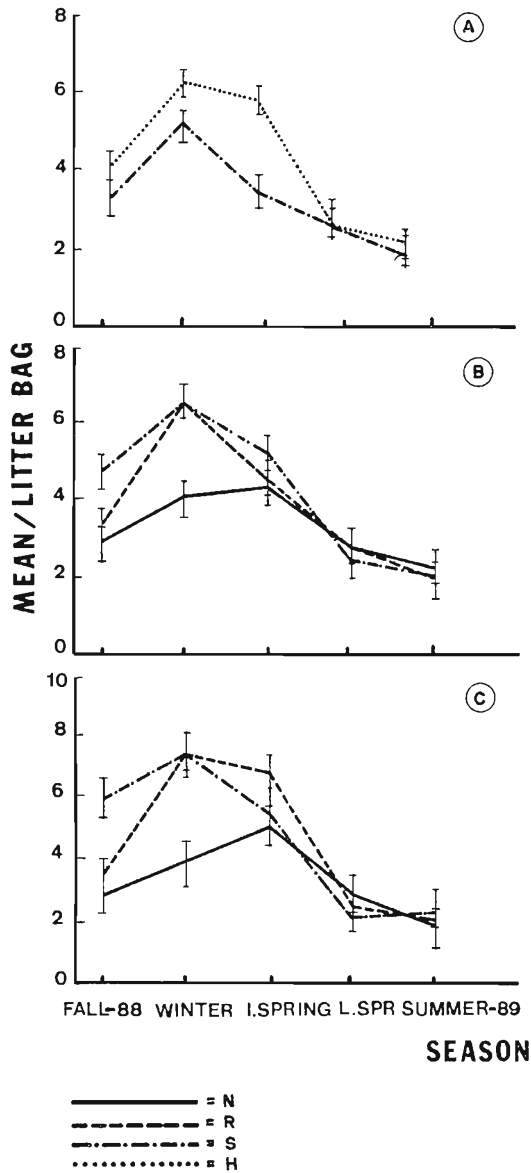 8
A
6
4
2
0
8
B
6
4
2
0
MEAN/LITTER BAG
10
C
8
6
4
2
0
FALL-88 WINTER I.SPRING L.SPR SUMMER-89
SEASON
= N
= R
= S
= H